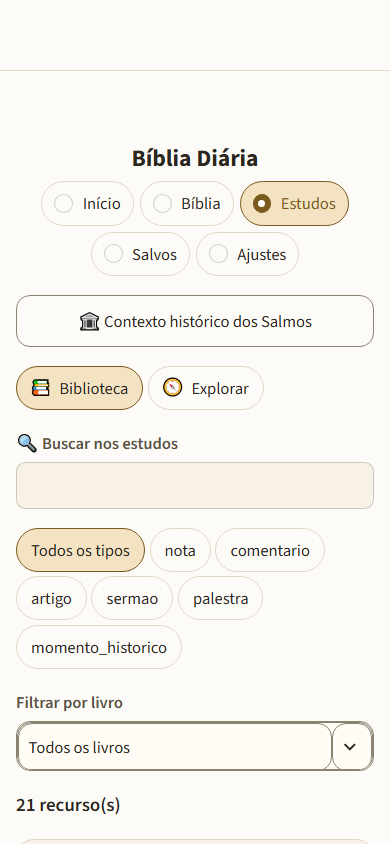 Bíblia Diária
Início Bíblia Estudos
Salvos Ajustes
🏛️ Contexto histórico dos Salmos
📚 Biblioteca 🧭 Explorar
🔍 Buscar nos estudos
Todos os tipos nota comentario
artigo sermao palestra
momento_historico
Filtrar por livro
Todos os livros
21 recurso(s)